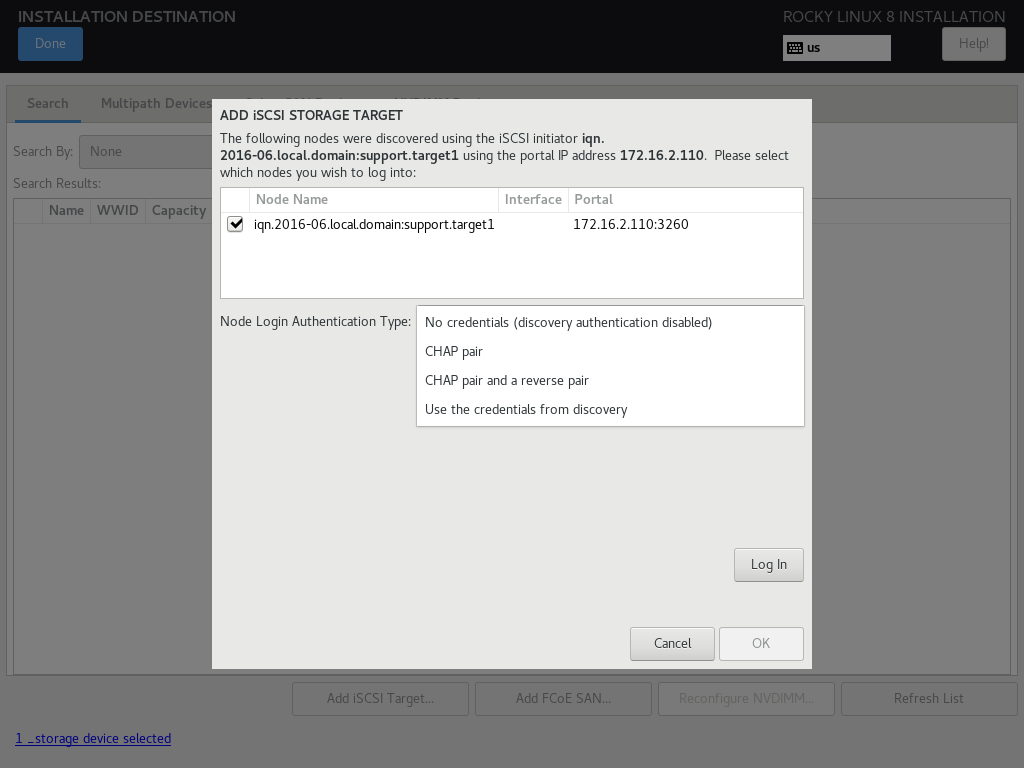 INSTALLATION DESTINATION
ROCKY LINUX 8 INSTALLATION
Done
us
Help!
Search
Multipath Devices
Search By:
None
Search Results:
Name
WWID
Capacity
ADD iSCSI STORAGE TARGET
The following nodes were discovered using the iSCSI initiator iqn.
2016-06.local.domain:support.target1 using the portal IP address 172.16.2.110. Please select
which nodes you wish to log into:
Node Name
Interface
Portal
iqn.2016-06.local.domain:support.target1
172.16.2.110:3260
Node Login Authentication Type:
No credentials (discovery authentication disabled)
CHAP pair
CHAP pair and a reverse pair
Use the credentials from discovery
Log In
Cancel
OK
Add iSCSI Target...
Add FCoE SAN...
Reconfigure NVDIMM...
Refresh List
1 _storage device selected